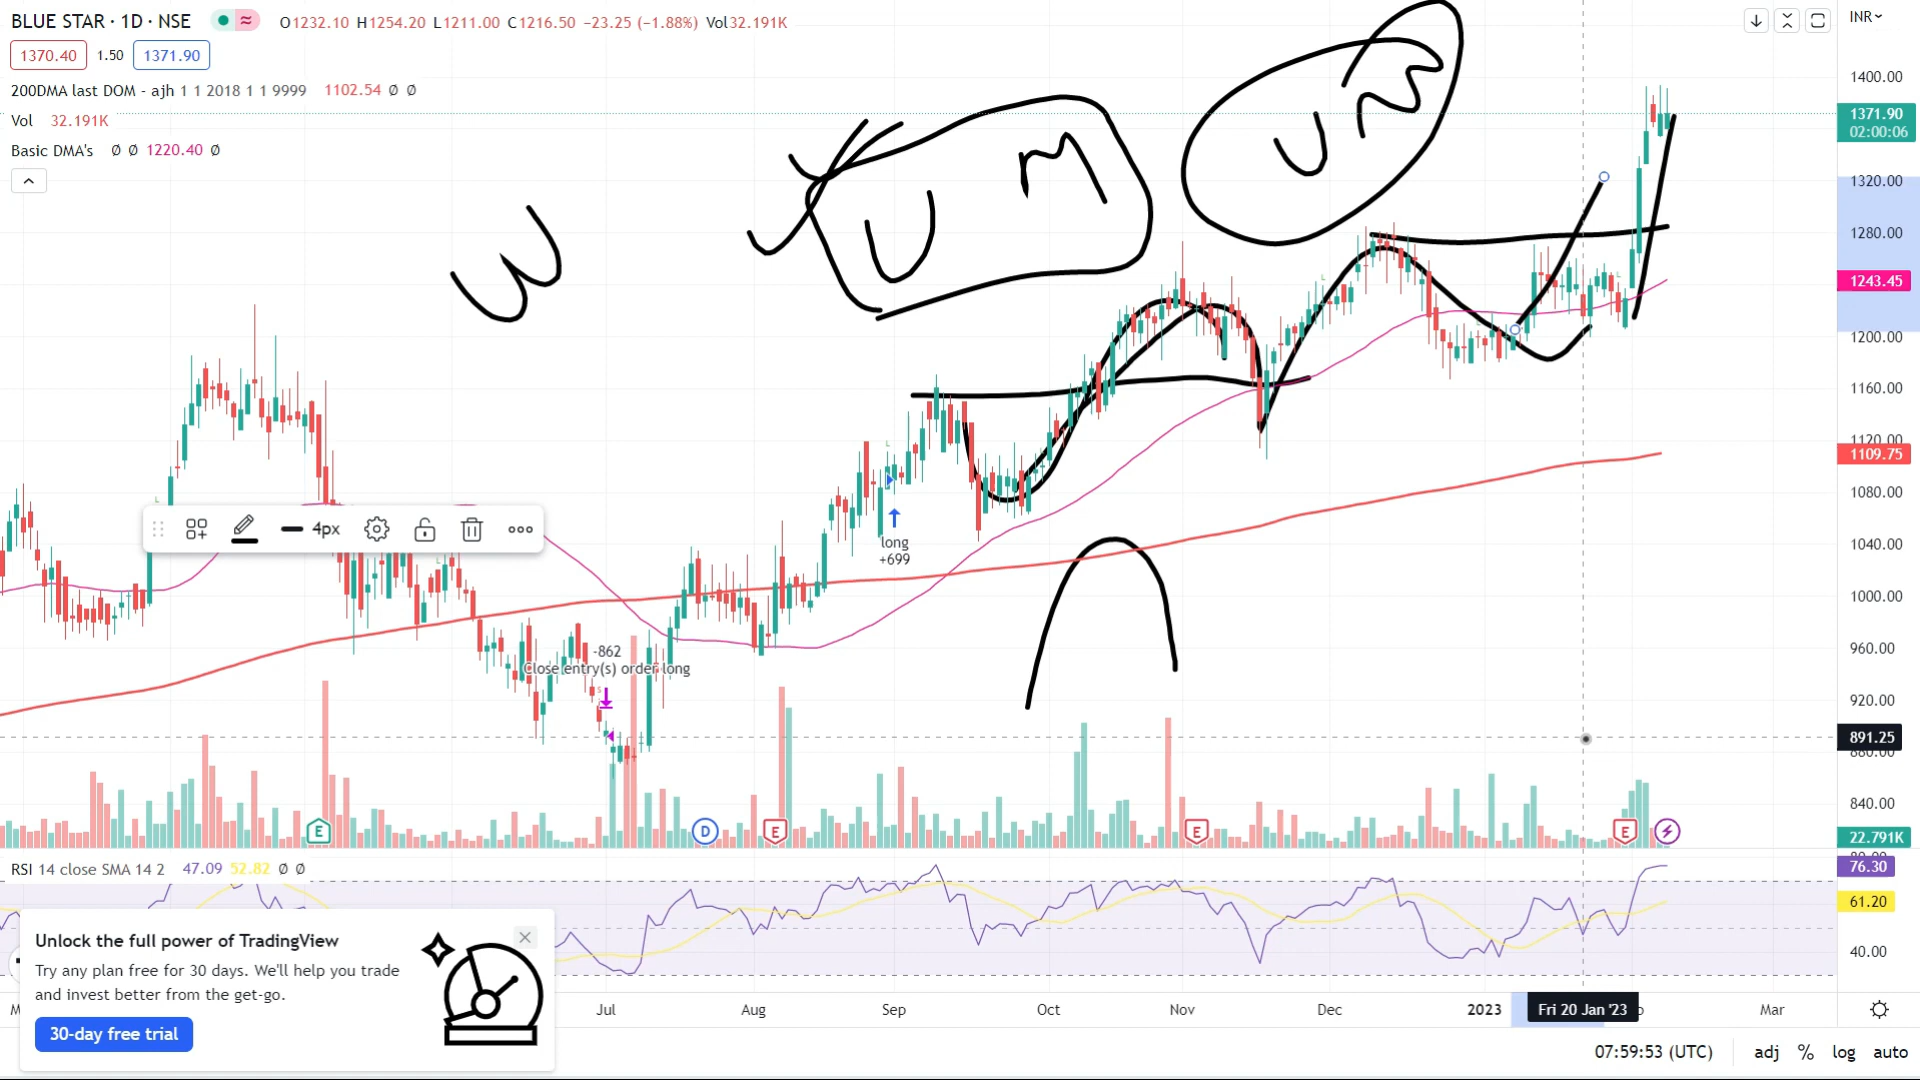 BLUE STAR · 1D · NSE O1232.10 H1254.20 L1211.00 C1216.50 −23.25 (−1.88%) Vol32.191K INR
1370.40 1.50 1371.90
200DMA last DOM - ajh 1 1 2018 1 1 9999 1102.54 Ø Ø
Vol 32.191K
Basic DMA's Ø Ø 1220.40 Ø
W
U M
U M
1400.00
1371.90
02:00:06
1320.00
1280.00
1243.45
1200.00
1160.00
1120.00
1109.75
1080.00
1040.00
1000.00
960.00
920.00
891.25
880.00
840.00
22.791K
4px
long
+699
-862
Close entry(s) order long
E D E E E
RSI 14 close SMA 14 2 47.09 52.82 Ø Ø
76.30
61.20
40.00
Unlock the full power of TradingView
Try any plan free for 30 days. We'll help you trade
and invest better from the get-go.
30-day free trial
Jul Aug Sep Oct Nov Dec 2023 Fri 20 Jan '23 Mar
07:59:53 (UTC) adj % log auto